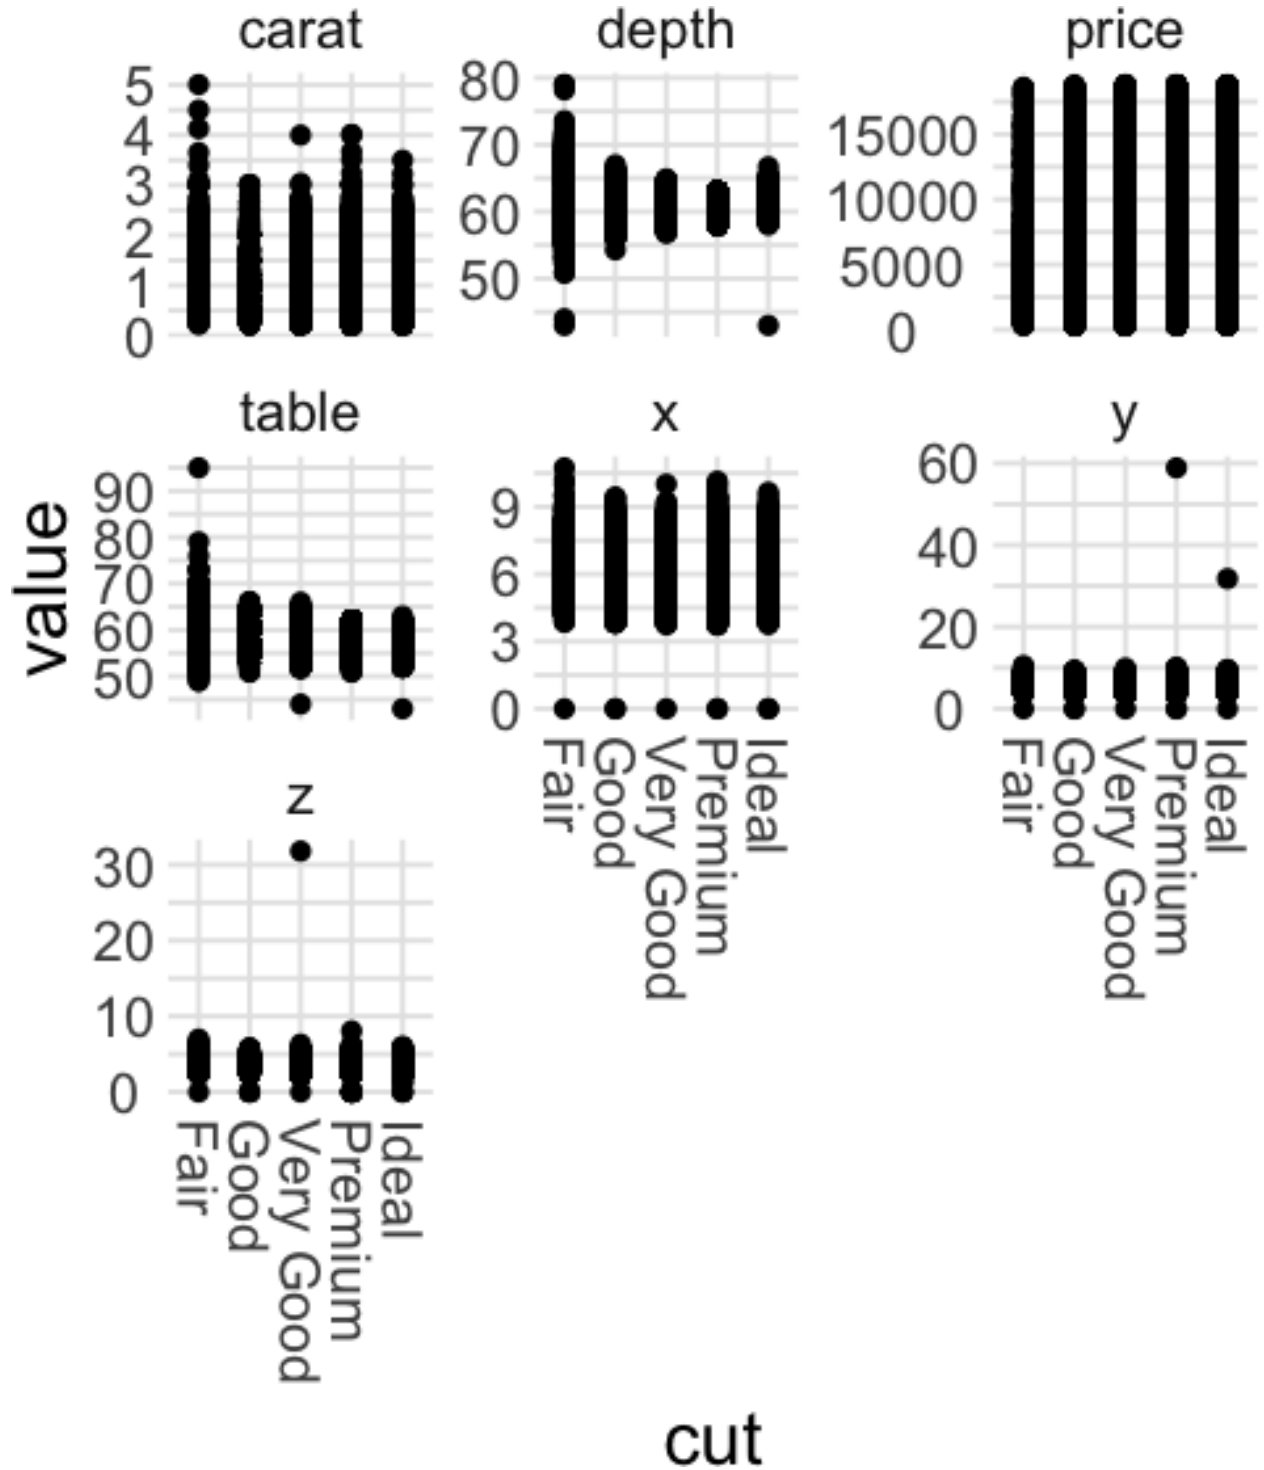 carat
depth
price
5
4
3
2
1
0
80
70
60
50
15000
10000
5000
0
table
x
y
value
90
80
70
60
50
9
6
3
0
60
40
20
0
Fair
Good
Very Good
Premium
Ideal
Fair
Good
Very Good
Premium
Ideal
z
30
20
10
0
Fair
Good
Very Good
Premium
Ideal
cut